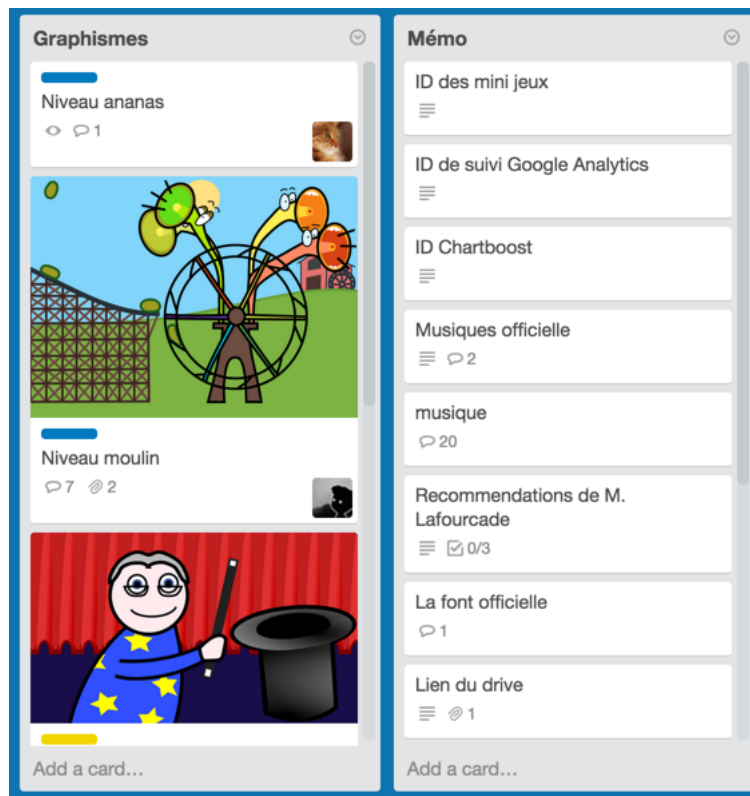 Graphismes
Niveau ananas
1
Niveau moulin
7 2
Add a card...
Mémo
ID des mini jeux
ID de suivi Google Analytics
ID Chartboost
Musiques officielle
2
musique
20
Recommendations de M.
Lafourcade
0/3
La font officielle
1
Lien du drive
1
Add a card...